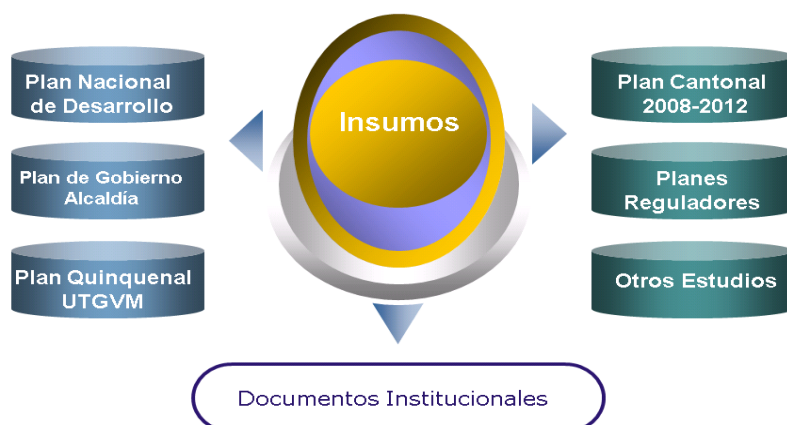 Plan Nacional
de Desarrollo
Plan de Gobierno
Alcaldía
Plan Quinquenal
UTGVM
Insumos
Plan Cantonal
2008-2012
Planes
Reguladores
Otros Estudios
Documentos Institucionales